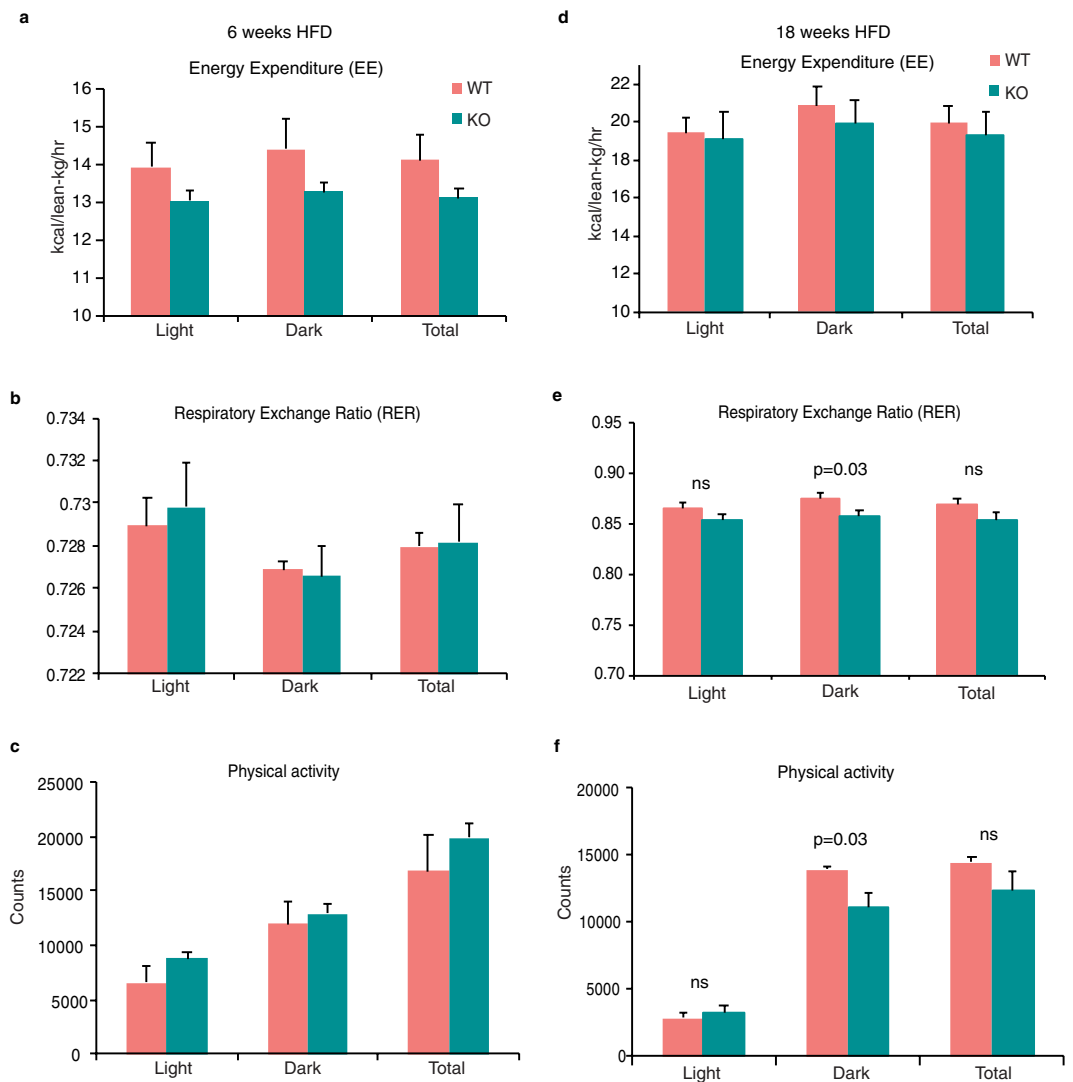 a
6 weeks HFD
Energy Expenditure (EE)
WT
KO
kcal/lean-kg/hr
16
15
14
13
12
11
10
Light Dark Total
b
Respiratory Exchange Ratio (RER)
0.734
0.732
0.73
0.728
0.726
0.724
0.722
Light Dark Total
c
Physical activity
Counts
25000
20000
15000
10000
5000
0
Light Dark Total
d
18 weeks HFD
Energy Expenditure (EE)
WT
KO
kcal/lean-kg/hr
22
20
18
16
14
12
10
Light Dark Total
e
Respiratory Exchange Ratio (RER)
0.95
0.90
0.85
0.80
0.75
0.70
ns p=0.03 ns
Light Dark Total
f
Physical activity
Counts
20000
15000
10000
5000
0
ns p=0.03 ns
Light Dark Total